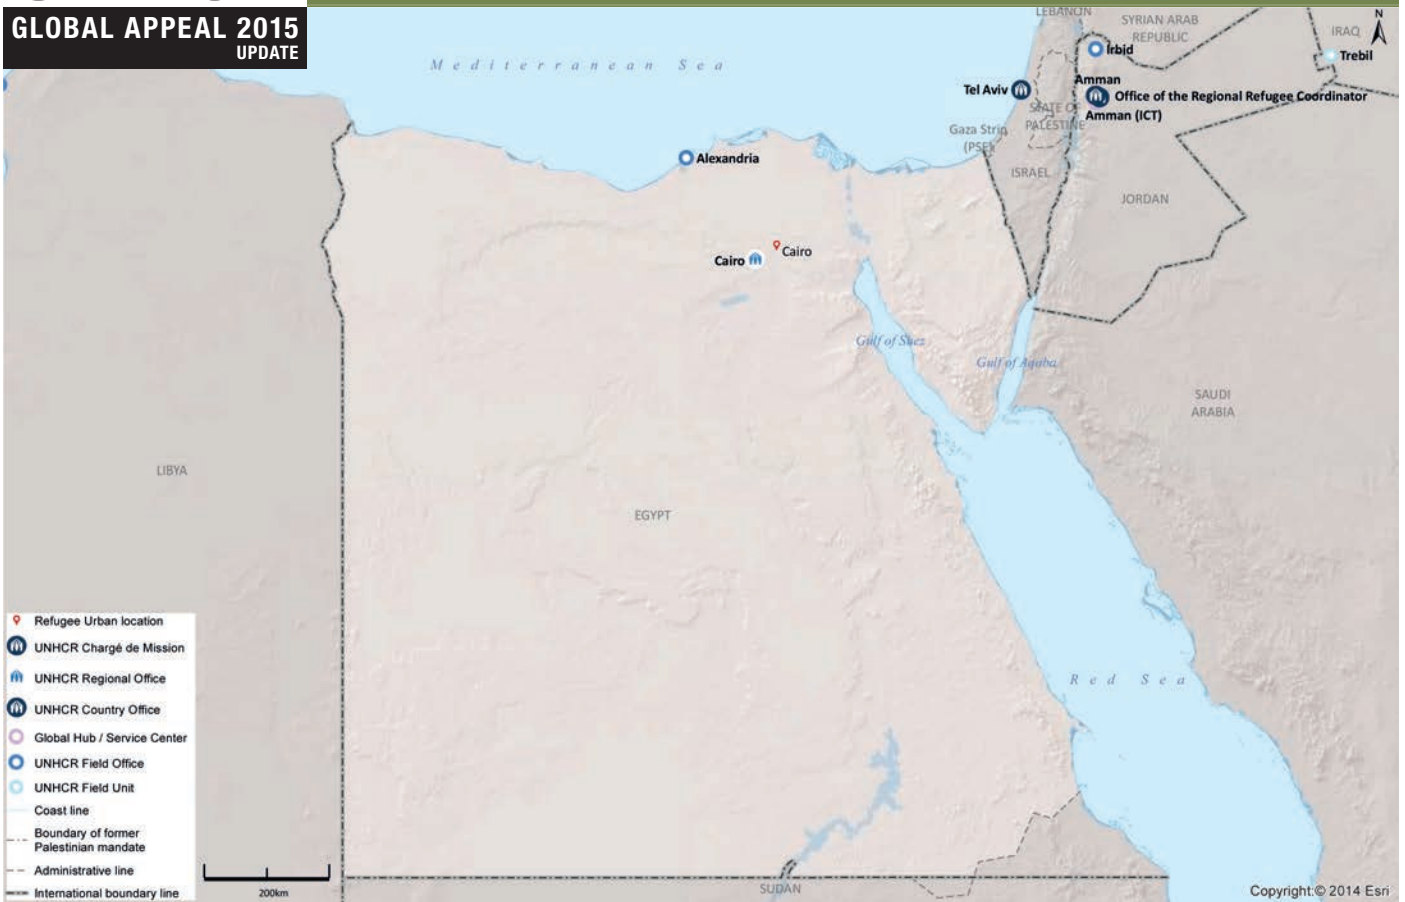 GLOBAL APPEAL 2015
UPDATE
LEBANON
SYRIAN ARAB
REPUBLIC
IRAQ
N
Irbid
Trebil
Mediterranean Sea
Tel Aviv
Amman
Office of the Regional Refugee Coordinator
Amman (ICT)
STATE OF
PALESTINE
Gaza Strip
(PSE)
ISRAEL
JORDAN
Alexandria
Cairo
Cairo
Gulf of Suez
Gulf of Aqaba
SAUDI
ARABIA
LIBYA
EGYPT
Red Sea
SUDAN
Refugee Urban location
UNHCR Chargé de Mission
UNHCR Regional Office
UNHCR Country Office
Global Hub / Service Center
UNHCR Field Office
UNHCR Field Unit
Coast line
Boundary of former
Palestinian mandate
Administrative line
International boundary line
200km
Copyright:© 2014 Esri